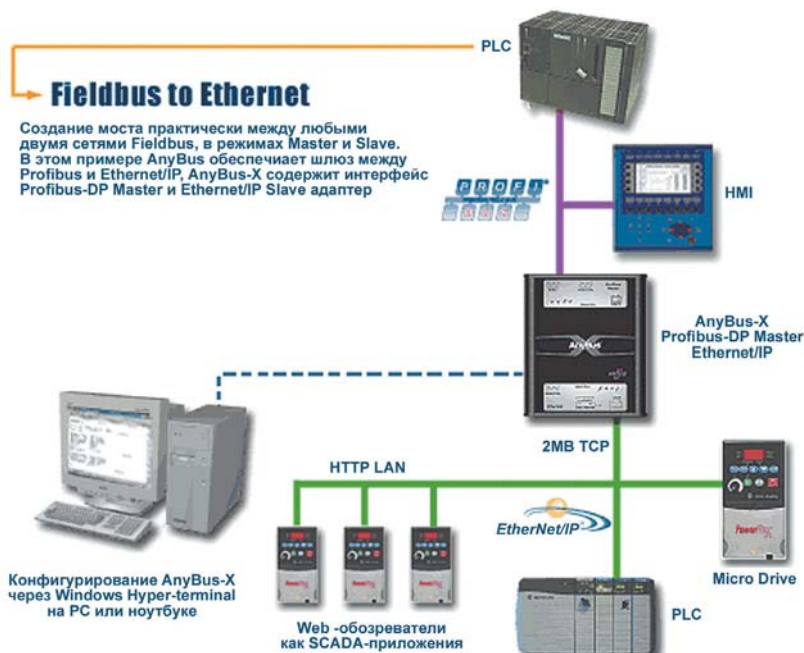 PLC
Fieldbus to Ethernet
Создание моста практически между любыми
двумя сетями Fieldbus, в режимах Master и Slave.
В этом примере AnyBus обеспечиает шлюз между
Profibus и Ethernet/IP, AnyBus-X содержит интерфейс
Profibus-DP Master и Ethernet/IP Slave адаптер
PROFI
BUS
HMI
AnyBus
AnyBus-X
Profibus-DP Master
Ethernet/IP
2MB TCP
HTTP LAN
EtherNet/IP
Micro Drive
Конфигурирование AnyBus-X
через Windows Hyper-terminal
на PC или ноутбуке
Web -обозреватели
как SCADA-приложения
PLC